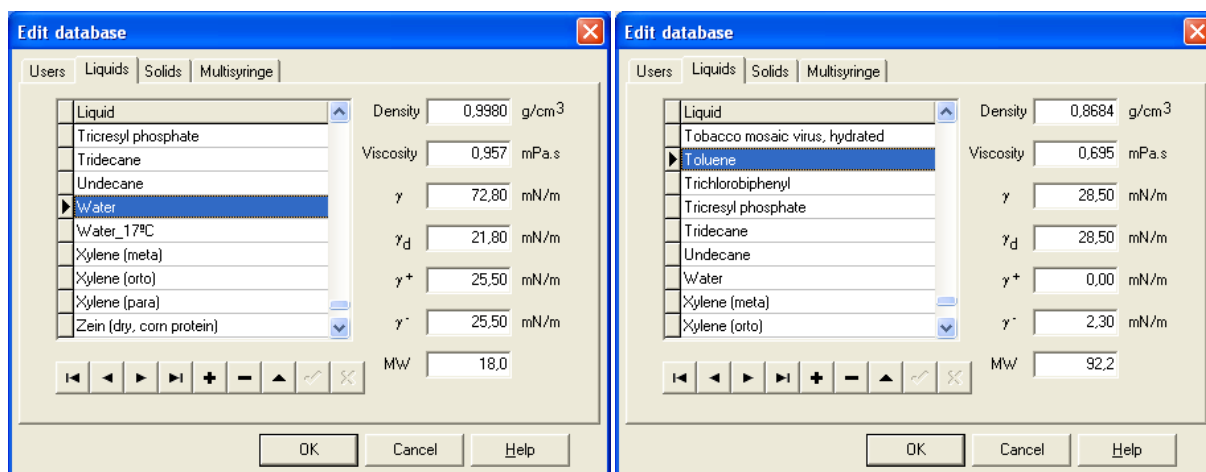 Edit database
Users Liquids Solids Multisyringe
Liquid
Tricresyl phosphate
Tridecane
Undecane
Water
Water_17ºC
Xylene (meta)
Xylene (orto)
Xylene (para)
Zein (dry, corn protein)
Density 0,9980 g/cm3
Viscosity 0,957 mPa.s
γ 72,80 mN/m
γd 21,80 mN/m
γ+ 25,50 mN/m
γ- 25,50 mN/m
MW 18,0
OK Cancel Help
Edit database
Users Liquids Solids Multisyringe
Liquid
Tobacco mosaic virus, hydrated
Toluene
Trichlorobiphenyl
Tricresyl phosphate
Tridecane
Undecane
Water
Xylene (meta)
Xylene (orto)
Density 0,8684 g/cm3
Viscosity 0,695 mPa.s
γ 28,50 mN/m
γd 28,50 mN/m
γ+ 0,00 mN/m
γ- 2,30 mN/m
MW 92,2
OK Cancel Help